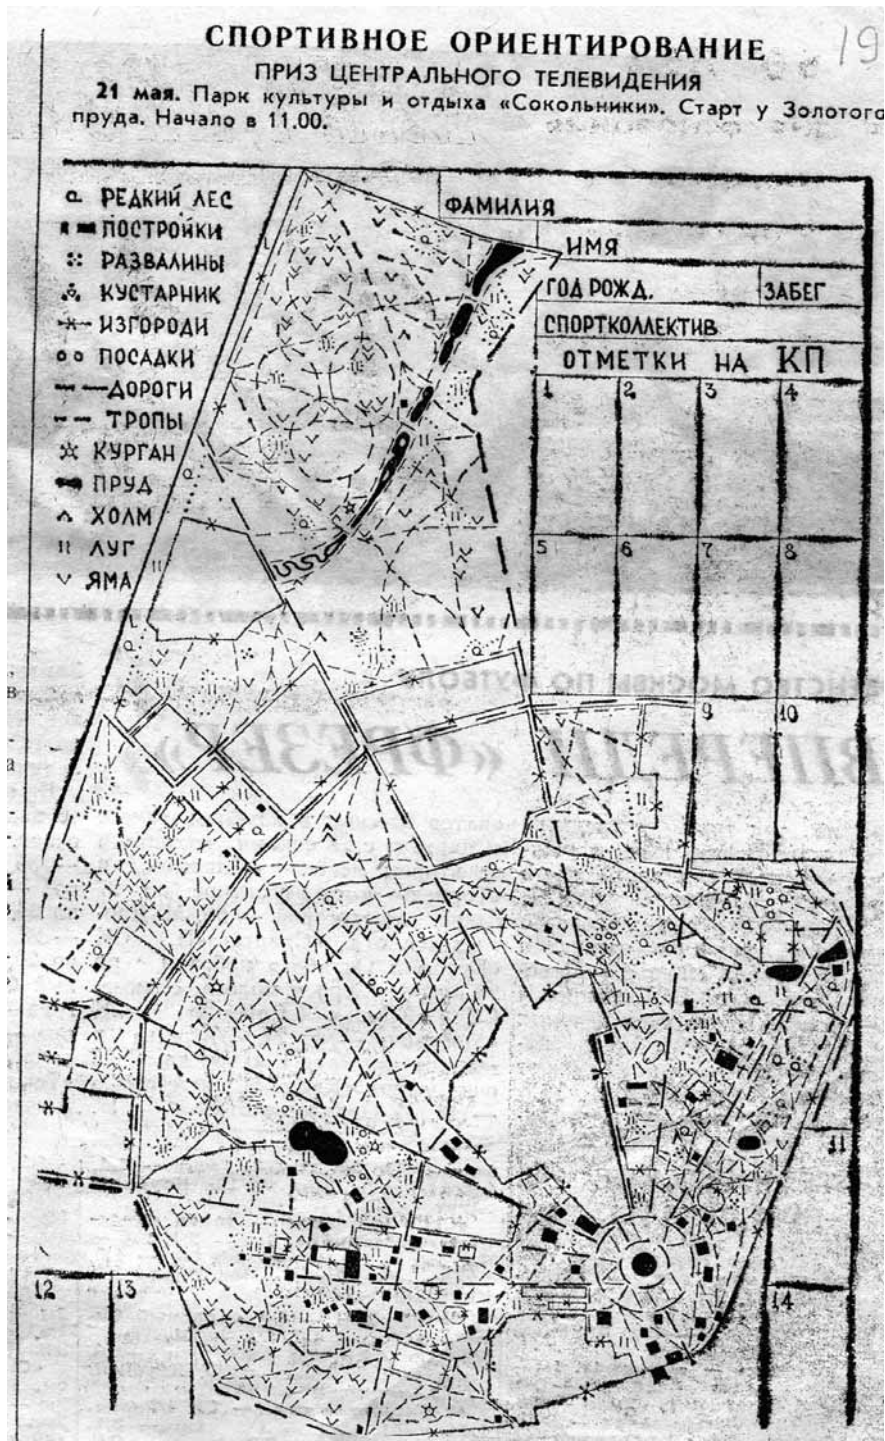 СПОРТИВНОЕ ОРИЕНТИРОВАНИЕ
19
ПРИЗ ЦЕНТРАЛЬНОГО ТЕЛЕВИДЕНИЯ
21 мая. Парк культуры и отдыха «Сокольники». Старт у Золотого
пруда. Начало в 11.00.
РЕДКИЙ ЛЕС
ПОСТРОЙКИ
РАЗВАЛИНЫ
КУСТАРНИК
ИЗГОРОДИ
ПОСАДКИ
ДОРОГИ
ТРОПЫ
КУРГАН
ПРУД
ХОЛМ
ЛУГ
ЯМА
ФАМИЛИЯ
ИМЯ
ГОД РОЖД.
ЗАБЕГ
СПОРТКОЛЛЕКТИВ
ОТМЕТКИ НА КП
1 2 3 4
5 6 7 8
9 10
11
12 13 14
ВПЕРЕДИ «ФРЕЗЕР»